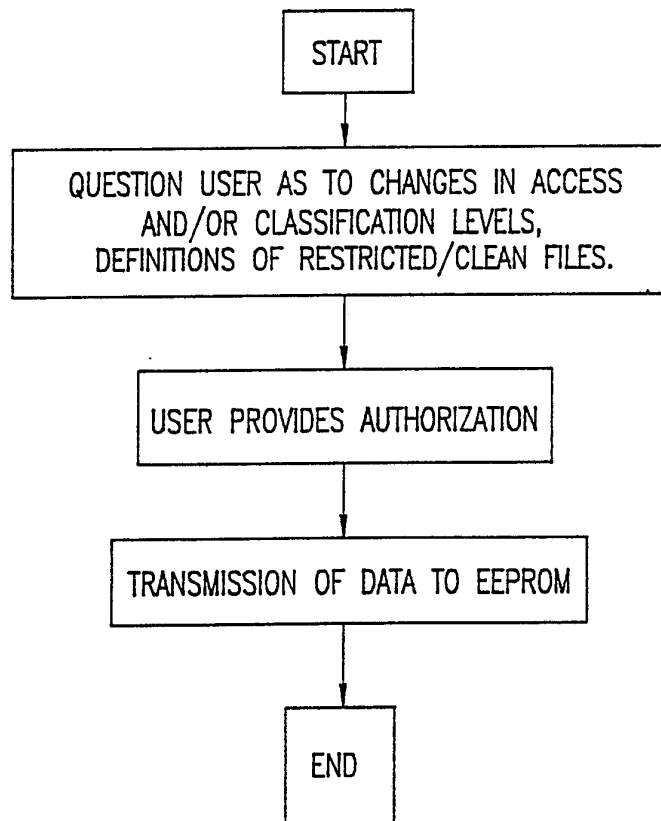 START
QUESTION USER AS TO CHANGES IN ACCESS
AND/OR CLASSIFICATION LEVELS,
DEFINITIONS OF RESTRICTED/CLEAN FILES.
USER PROVIDES AUTHORIZATION
TRANSMISSION OF DATA TO EEPROM
END